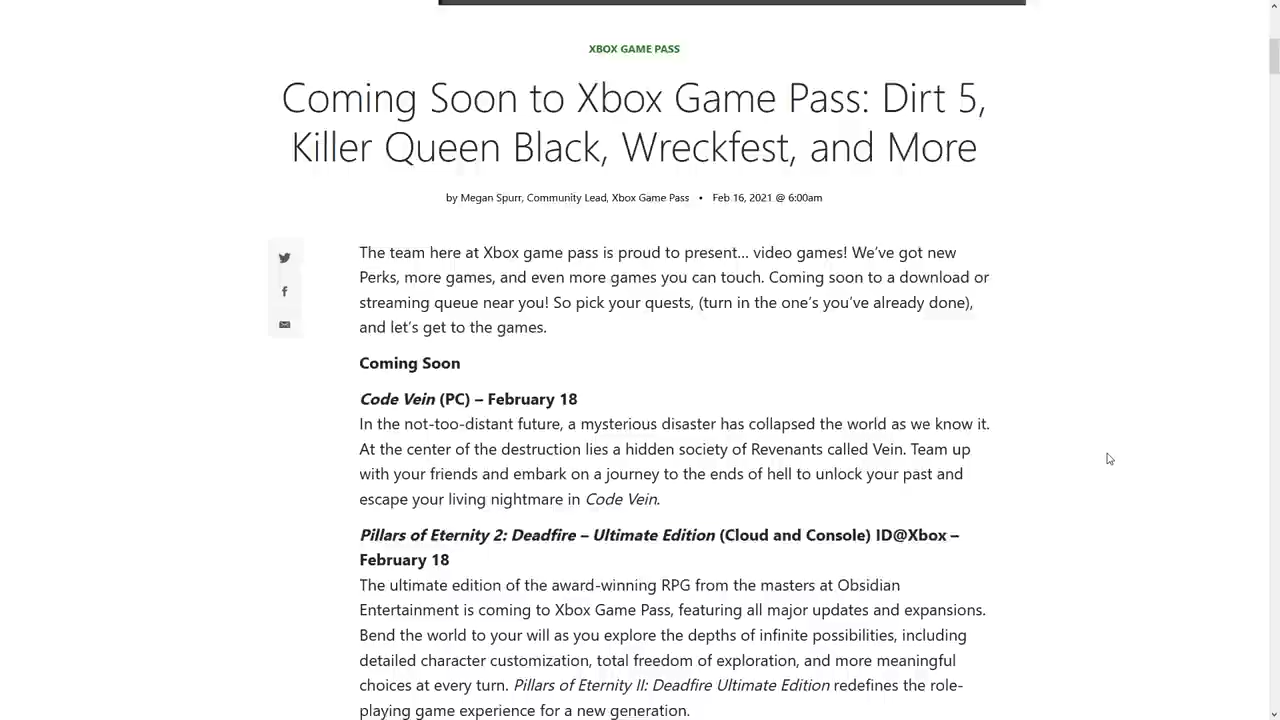 XBOX GAME PASS
Coming Soon to Xbox Game Pass: Dirt 5,
Killer Queen Black, Wreckfest, and More
by Megan Spurr, Community Lead, Xbox Game Pass • Feb 16, 2021 @ 6:00am
The team here at Xbox game pass is proud to present... video games! We've got new
Perks, more games, and even more games you can touch. Coming soon to a download or
streaming queue near you! So pick your quests, (turn in the one's you've already done),
and let's get to the games.
Coming Soon
Code Vein (PC) – February 18
In the not-too-distant future, a mysterious disaster has collapsed the world as we know it.
At the center of the destruction lies a hidden society of Revenants called Vein. Team up
with your friends and embark on a journey to the ends of hell to unlock your past and
escape your living nightmare in Code Vein.
Pillars of Eternity 2: Deadfire – Ultimate Edition (Cloud and Console) ID@Xbox –
February 18
The ultimate edition of the award-winning RPG from the masters at Obsidian
Entertainment is coming to Xbox Game Pass, featuring all major updates and expansions.
Bend the world to your will as you explore the depths of infinite possibilities, including
detailed character customization, total freedom of exploration, and more meaningful
choices at every turn. Pillars of Eternity II: Deadfire Ultimate Edition redefines the role-
playing game experience for a new generation.